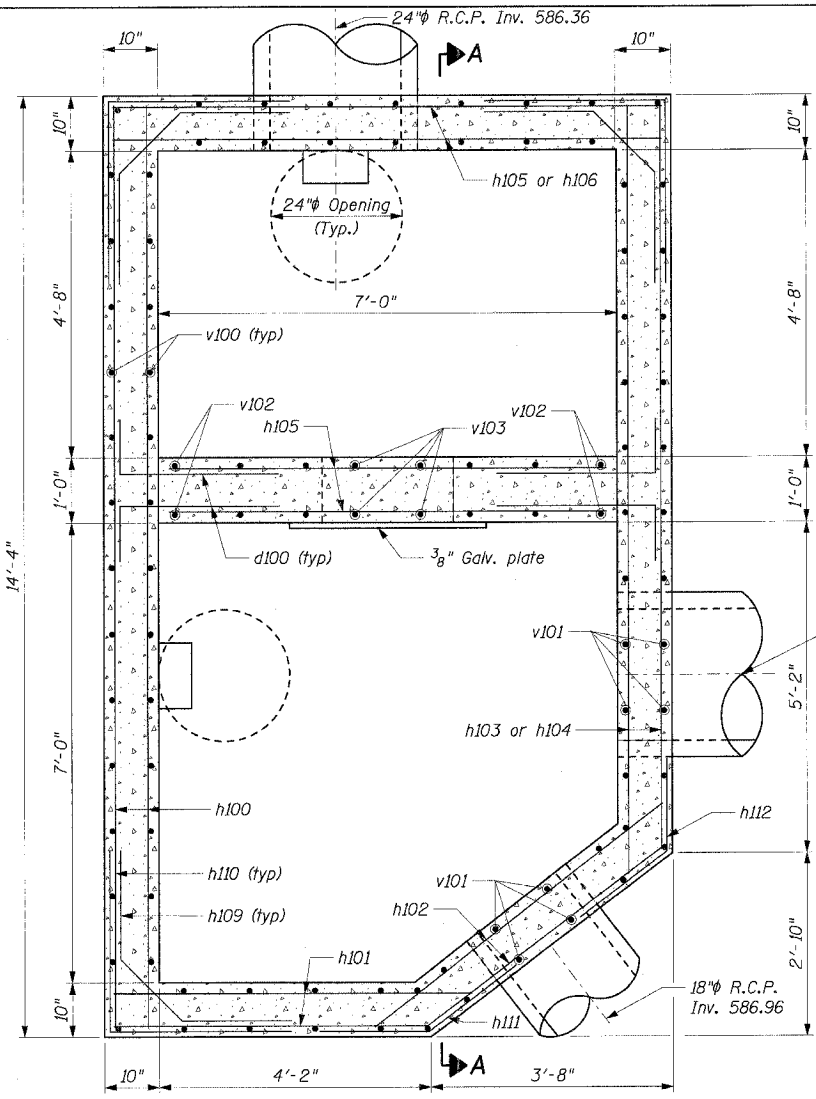 24"ϕ R.C.P. Inv. 586.36
10"
10"
A
10"
10"
h105 or h106
24"ϕ Opening
(Typ.)
4'-8"
4'-8"
7'-0"
v100 (typ)
v102
h105
v103
v102
1'-0"
1'-0"
14'-4"
d100 (typ)
3/8" Galv. plate
v101
5'-2"
7'-0"
h103 or h104
h100
h112
h110 (typ)
v101
h109 (typ)
h102
2'-10"
h101
18"ϕ R.C.P.
Inv. 586.96
10"
h111
A
10"
4'-2"
3'-8"